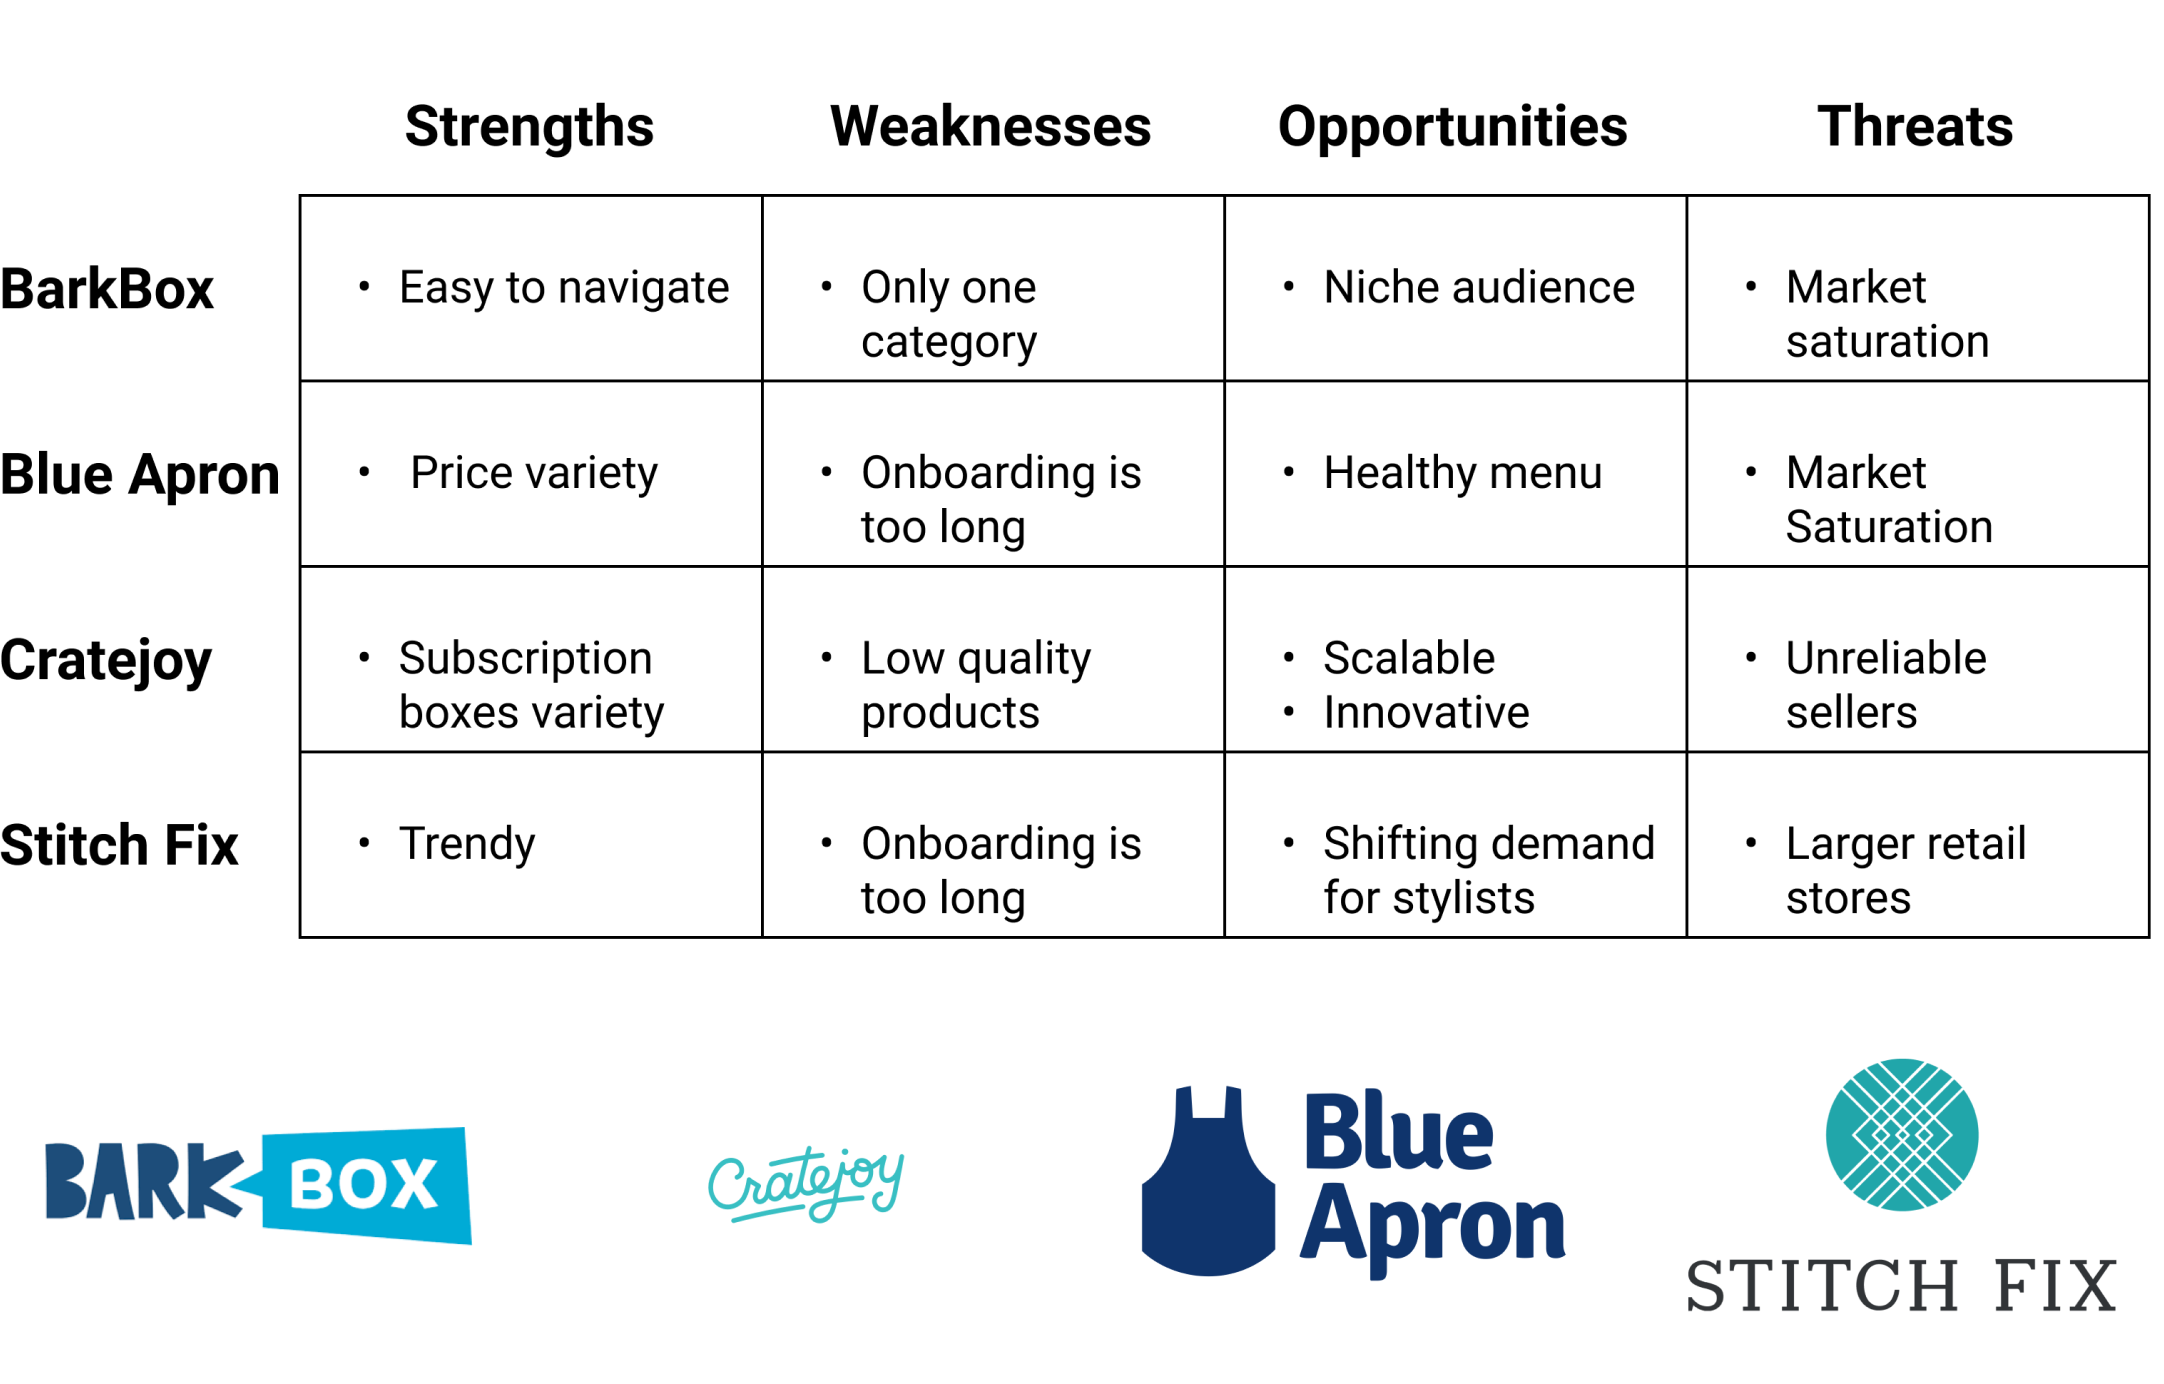 Strengths Weaknesses Opportunities Threats
BarkBox
• Easy to navigate
• Only one
category
• Niche audience
• Market
saturation
Blue Apron
• Price variety
• Onboarding is
too long
• Healthy menu
• Market
Saturation
Cratejoy
• Subscription
boxes variety
• Low quality
products
• Scalable
• Innovative
• Unreliable
sellers
Stitch Fix
• Trendy
• Onboarding is
too long
• Shifting demand
for stylists
• Larger retail
stores
BARK BOX
Cratejoy
Blue
Apron
STITCH FIX